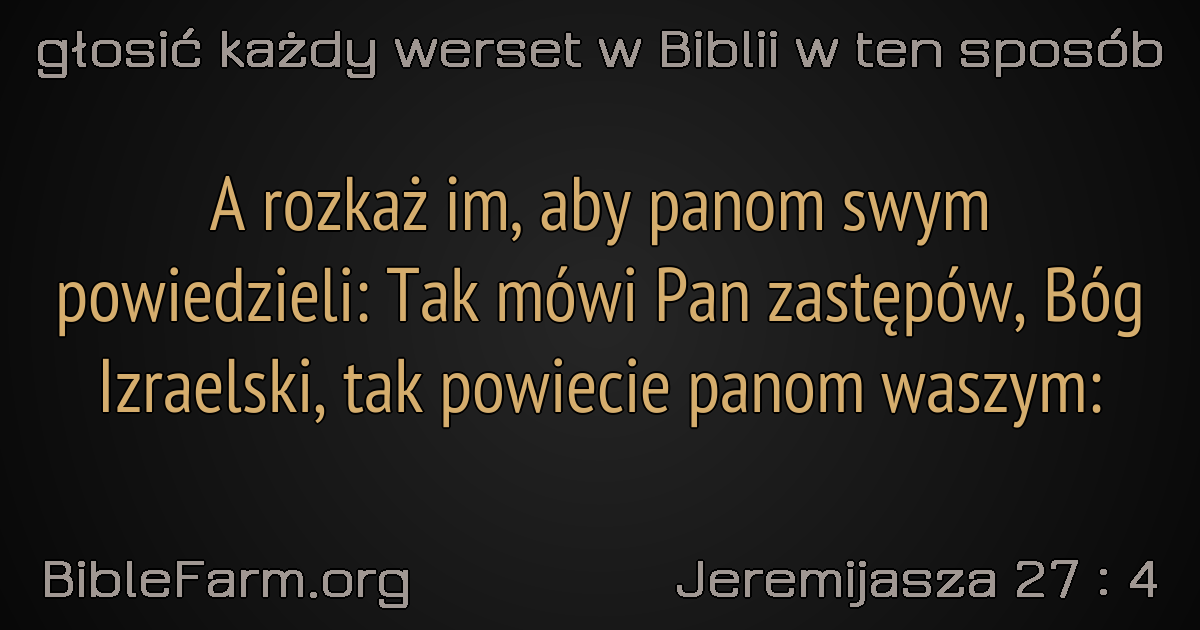 głosić każdy werset w Biblii w ten sposób
A rozkaż im, aby panom swym
powiedzieli: Tak mówi Pan zastępów, Bóg
Izraelski, tak powiecie panom waszym:
BibleFarm.org
Jeremijasza 27 : 4